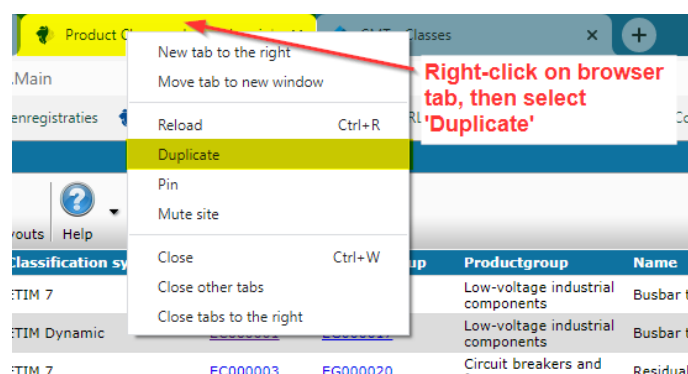 Product C
Classes
New tab to the right
Move tab to new window
.Main
Right-click on browser
tab, then select
'Duplicate'
enregistraties
Reload Ctrl+R
Duplicate
Pin
Mute site
youts Help
Close Ctrl+W
Close other tabs
Close tabs to the right
Classification sy up Productgroup Name
ETIM 7 Low-voltage industrial
components Busbar t
ETIM Dynamic EC000001 EG000017 Low-voltage industrial
components Busbar t
ETIM 7 EC000003 EG000020 Circuit breakers and Residual